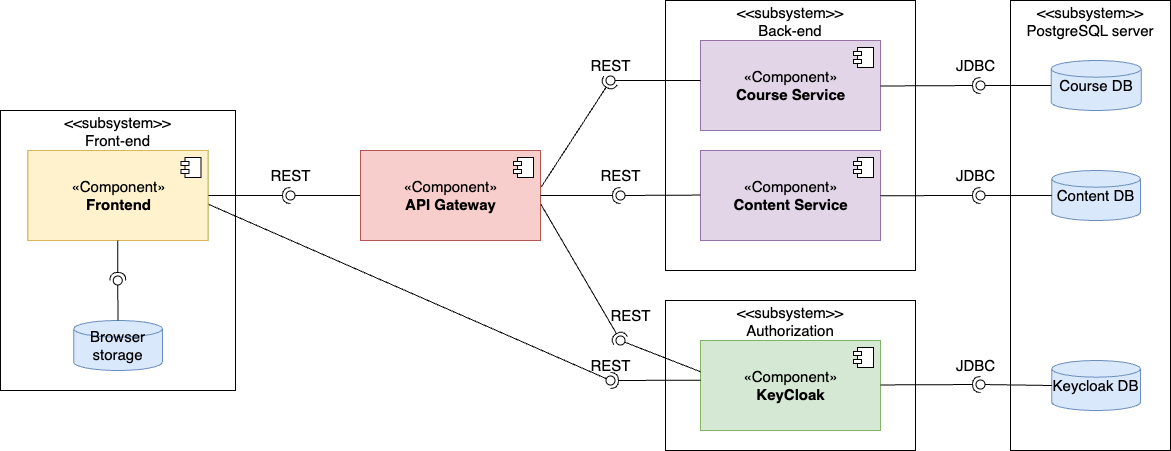 <<subsystem>>
Front-end
«Component»
Frontend
Browser
storage
REST
«Component»
API Gateway
REST
REST
REST
REST
<<subsystem>>
Back-end
«Component»
Course Service
«Component»
Content Service
<<subsystem>>
Authorization
«Component»
KeyCloak
JDBC
JDBC
JDBC
<<subsystem>>
PostgreSQL server
Course DB
Content DB
Keycloak DB